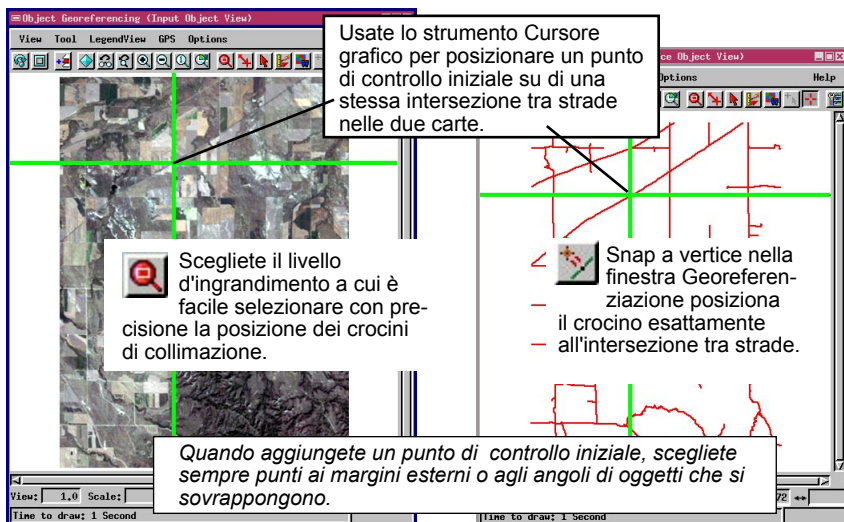 Object Georeferencing (Input Object View)
View Tool LegendView GPS Options
Usate lo strumento Cursore
grafico per posizionare un punto
di controllo iniziale su di una
stessa intersezione tra strade
nelle due carte.
ce Object View)
ptions Help
Scegliete il livello
d'ingrandimento a cui è
facile selezionare con pre-
cisione la posizione dei crocini
di collimazione.
Snap a vertice nella
finestra Georeferen-
ziazione posiziona
il crocino esattamente
all'intersezione tra strade.
Quando aggiungete un punto di controllo iniziale, scegliete
sempre punti ai margini esterni o agli angoli di oggetti che si
sovrappongono.
View: 1.0 Scale:
72
Time to draw: 1 Second
Time to draw: 1 Second